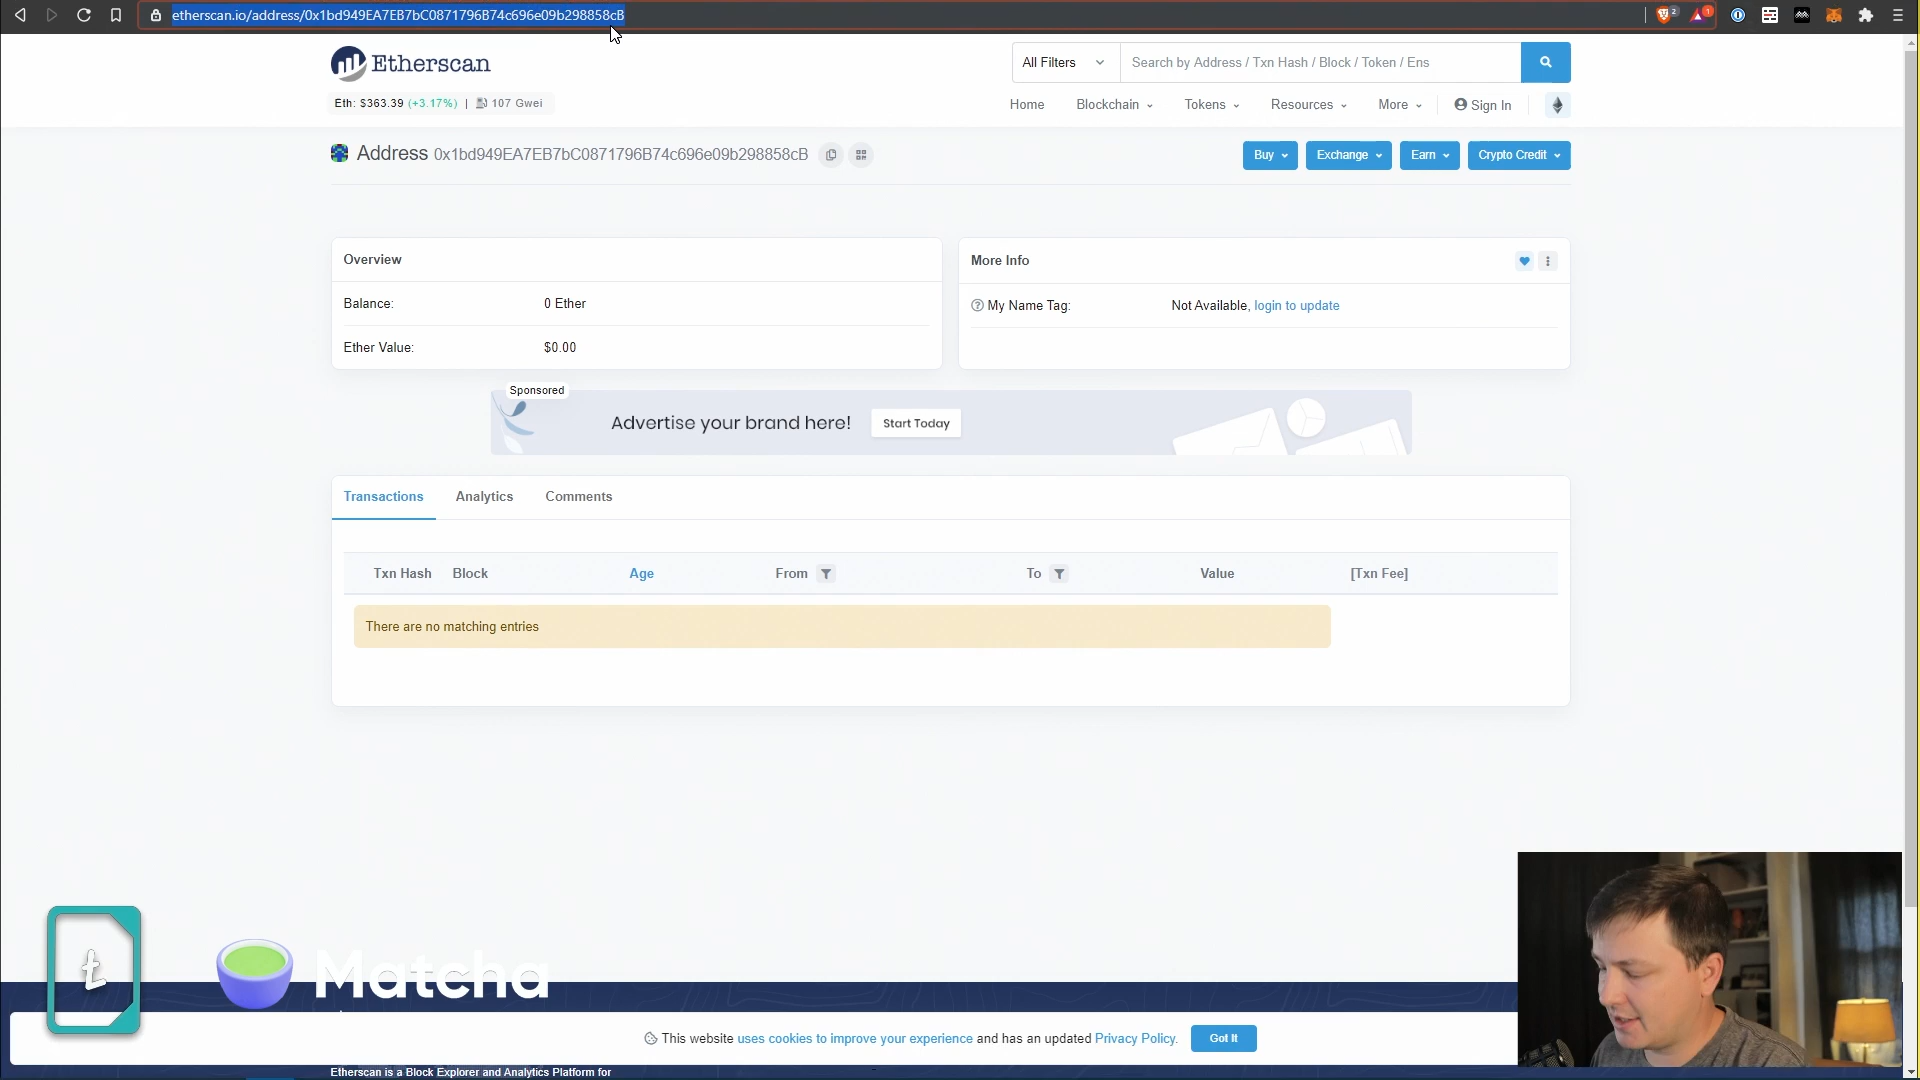 etherscan.io/address/0x1bd949EA7EB7bC0871796B74c696e09b298858cB
2
1
Etherscan
All Filters
Search by Address / Txn Hash / Block / Token / Ens
Eth: $363.39 (+3.17%) | 107 Gwei
Home Blockchain Tokens Resources More Sign In
Address 0x1bd949EA7EB7bC0871796B74c696e09b298858cB
Buy Exchange Earn Crypto Credit
Overview
Balance: 0 Ether
Ether Value: $0.00
More Info
My Name Tag: Not Available, login to update
Sponsored
Advertise your brand here! Start Today
Transactions Analytics Comments
Txn Hash Block Age From To Value [Txn Fee]
There are no matching entries
Matcha
This website uses cookies to improve your experience and has an updated Privacy Policy. Got It
Etherscan is a Block Explorer and Analytics Platform for